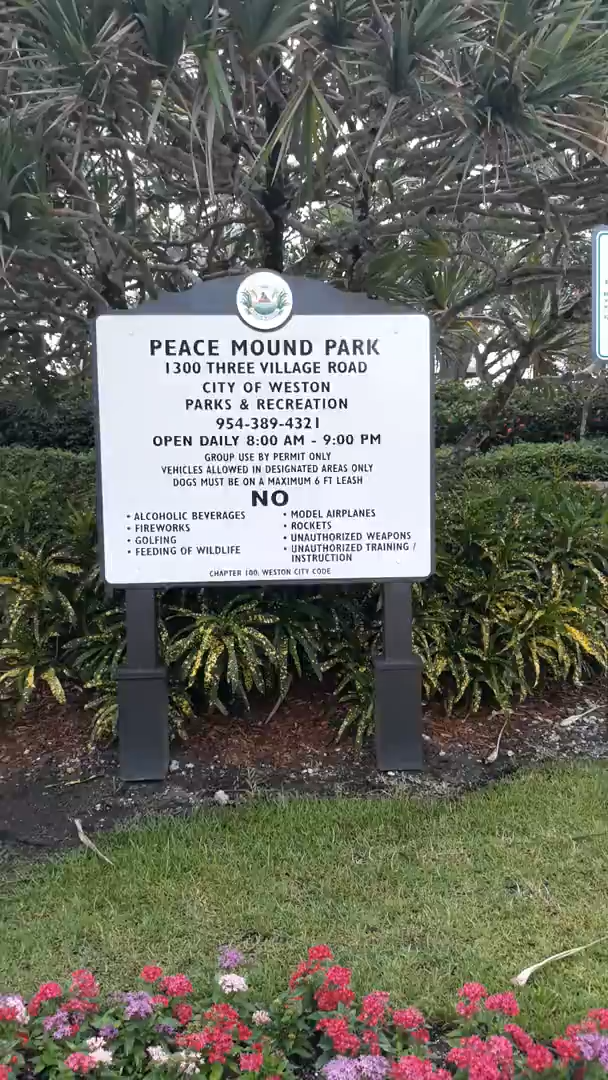 PEACE MOUND PARK
1300 THREE VILLAGE ROAD
CITY OF WESTON
PARKS & RECREATION
954-389-4321
OPEN DAILY 8:00 AM - 9:00 PM
GROUP USE BY PERMIT ONLY
VEHICLES ALLOWED IN DESIGNATED AREAS ONLY
DOGS MUST BE ON A MAXIMUM 6 FT LEASH
NO
• ALCOHOLIC BEVERAGES
• FIREWORKS
• GOLFING
• FEEDING OF WILDLIFE
• MODEL AIRPLANES
• ROCKETS
• UNAUTHORIZED WEAPONS
• UNAUTHORIZED TRAINING /
INSTRUCTION
CHAPTER 100, WESTON CITY CODE